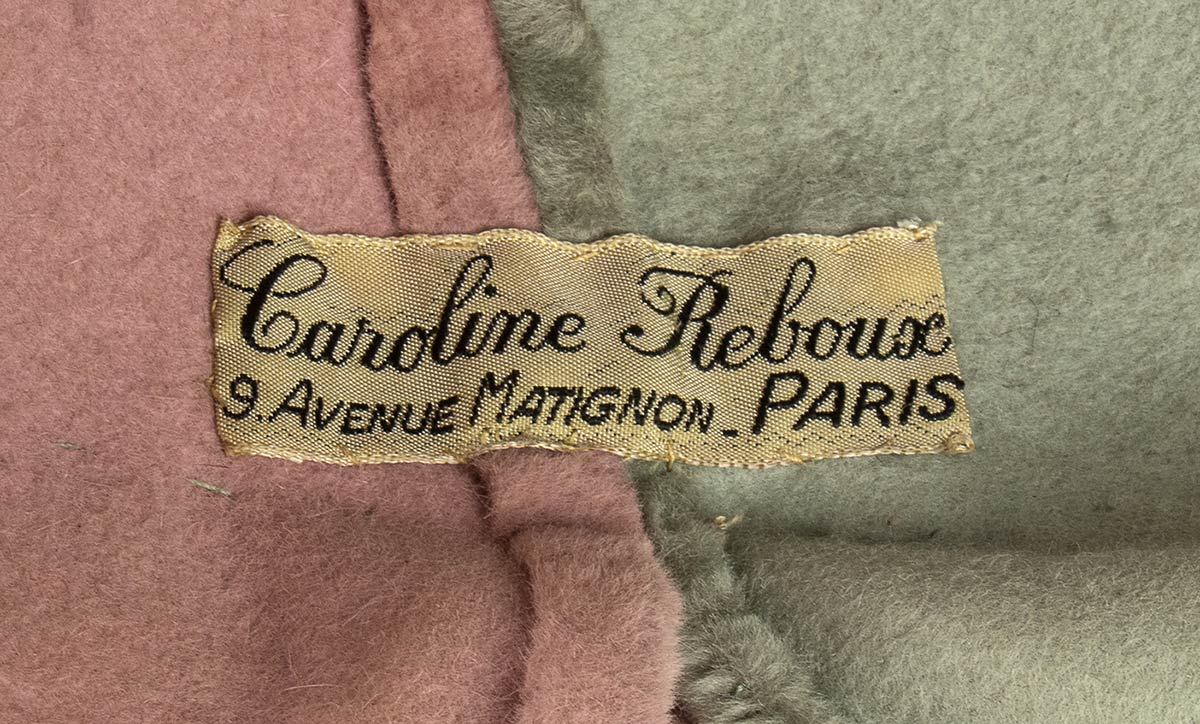 Caroline Reboux
9. AVENUE MATIGNON - PARIS